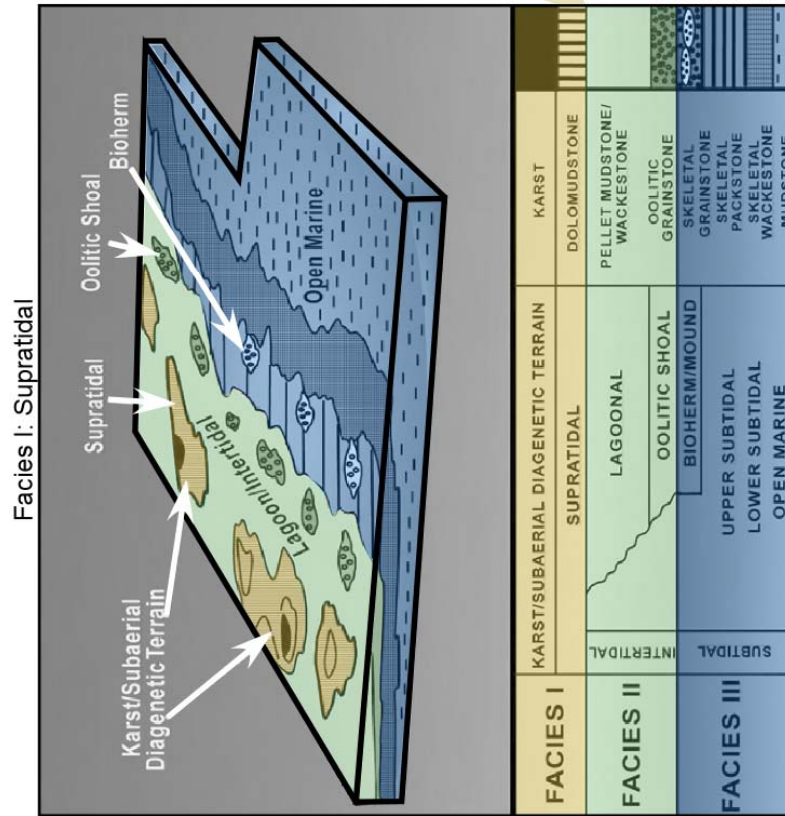 Facies I: Supratidal
Karst/Subaerial
Diagenetic Terrain
Supratidal
Oolitic Shoal
Bioherm
Lagoon/Intertidal
Open Marine
FACIES I
KARST/SUBAERIAL DIAGENETIC TERRAIN
KARST
SUPRATIDAL
DOLOMUDSTONE
FACIES II
INTERTIDAL
LAGOONAL
PELLET MUDSTONE/
WACKESTONE
OOLITIC SHOAL
OOLITIC
GRAINSTONE
FACIES III
SUBTIDAL
BIOHERM/MOUND
SKELETAL
GRAINSTONE
UPPER SUBTIDAL
SKELETAL
PACKSTONE
LOWER SUBTIDAL
SKELETAL
WACKESTONE
OPEN MARINE
MUDSTONE